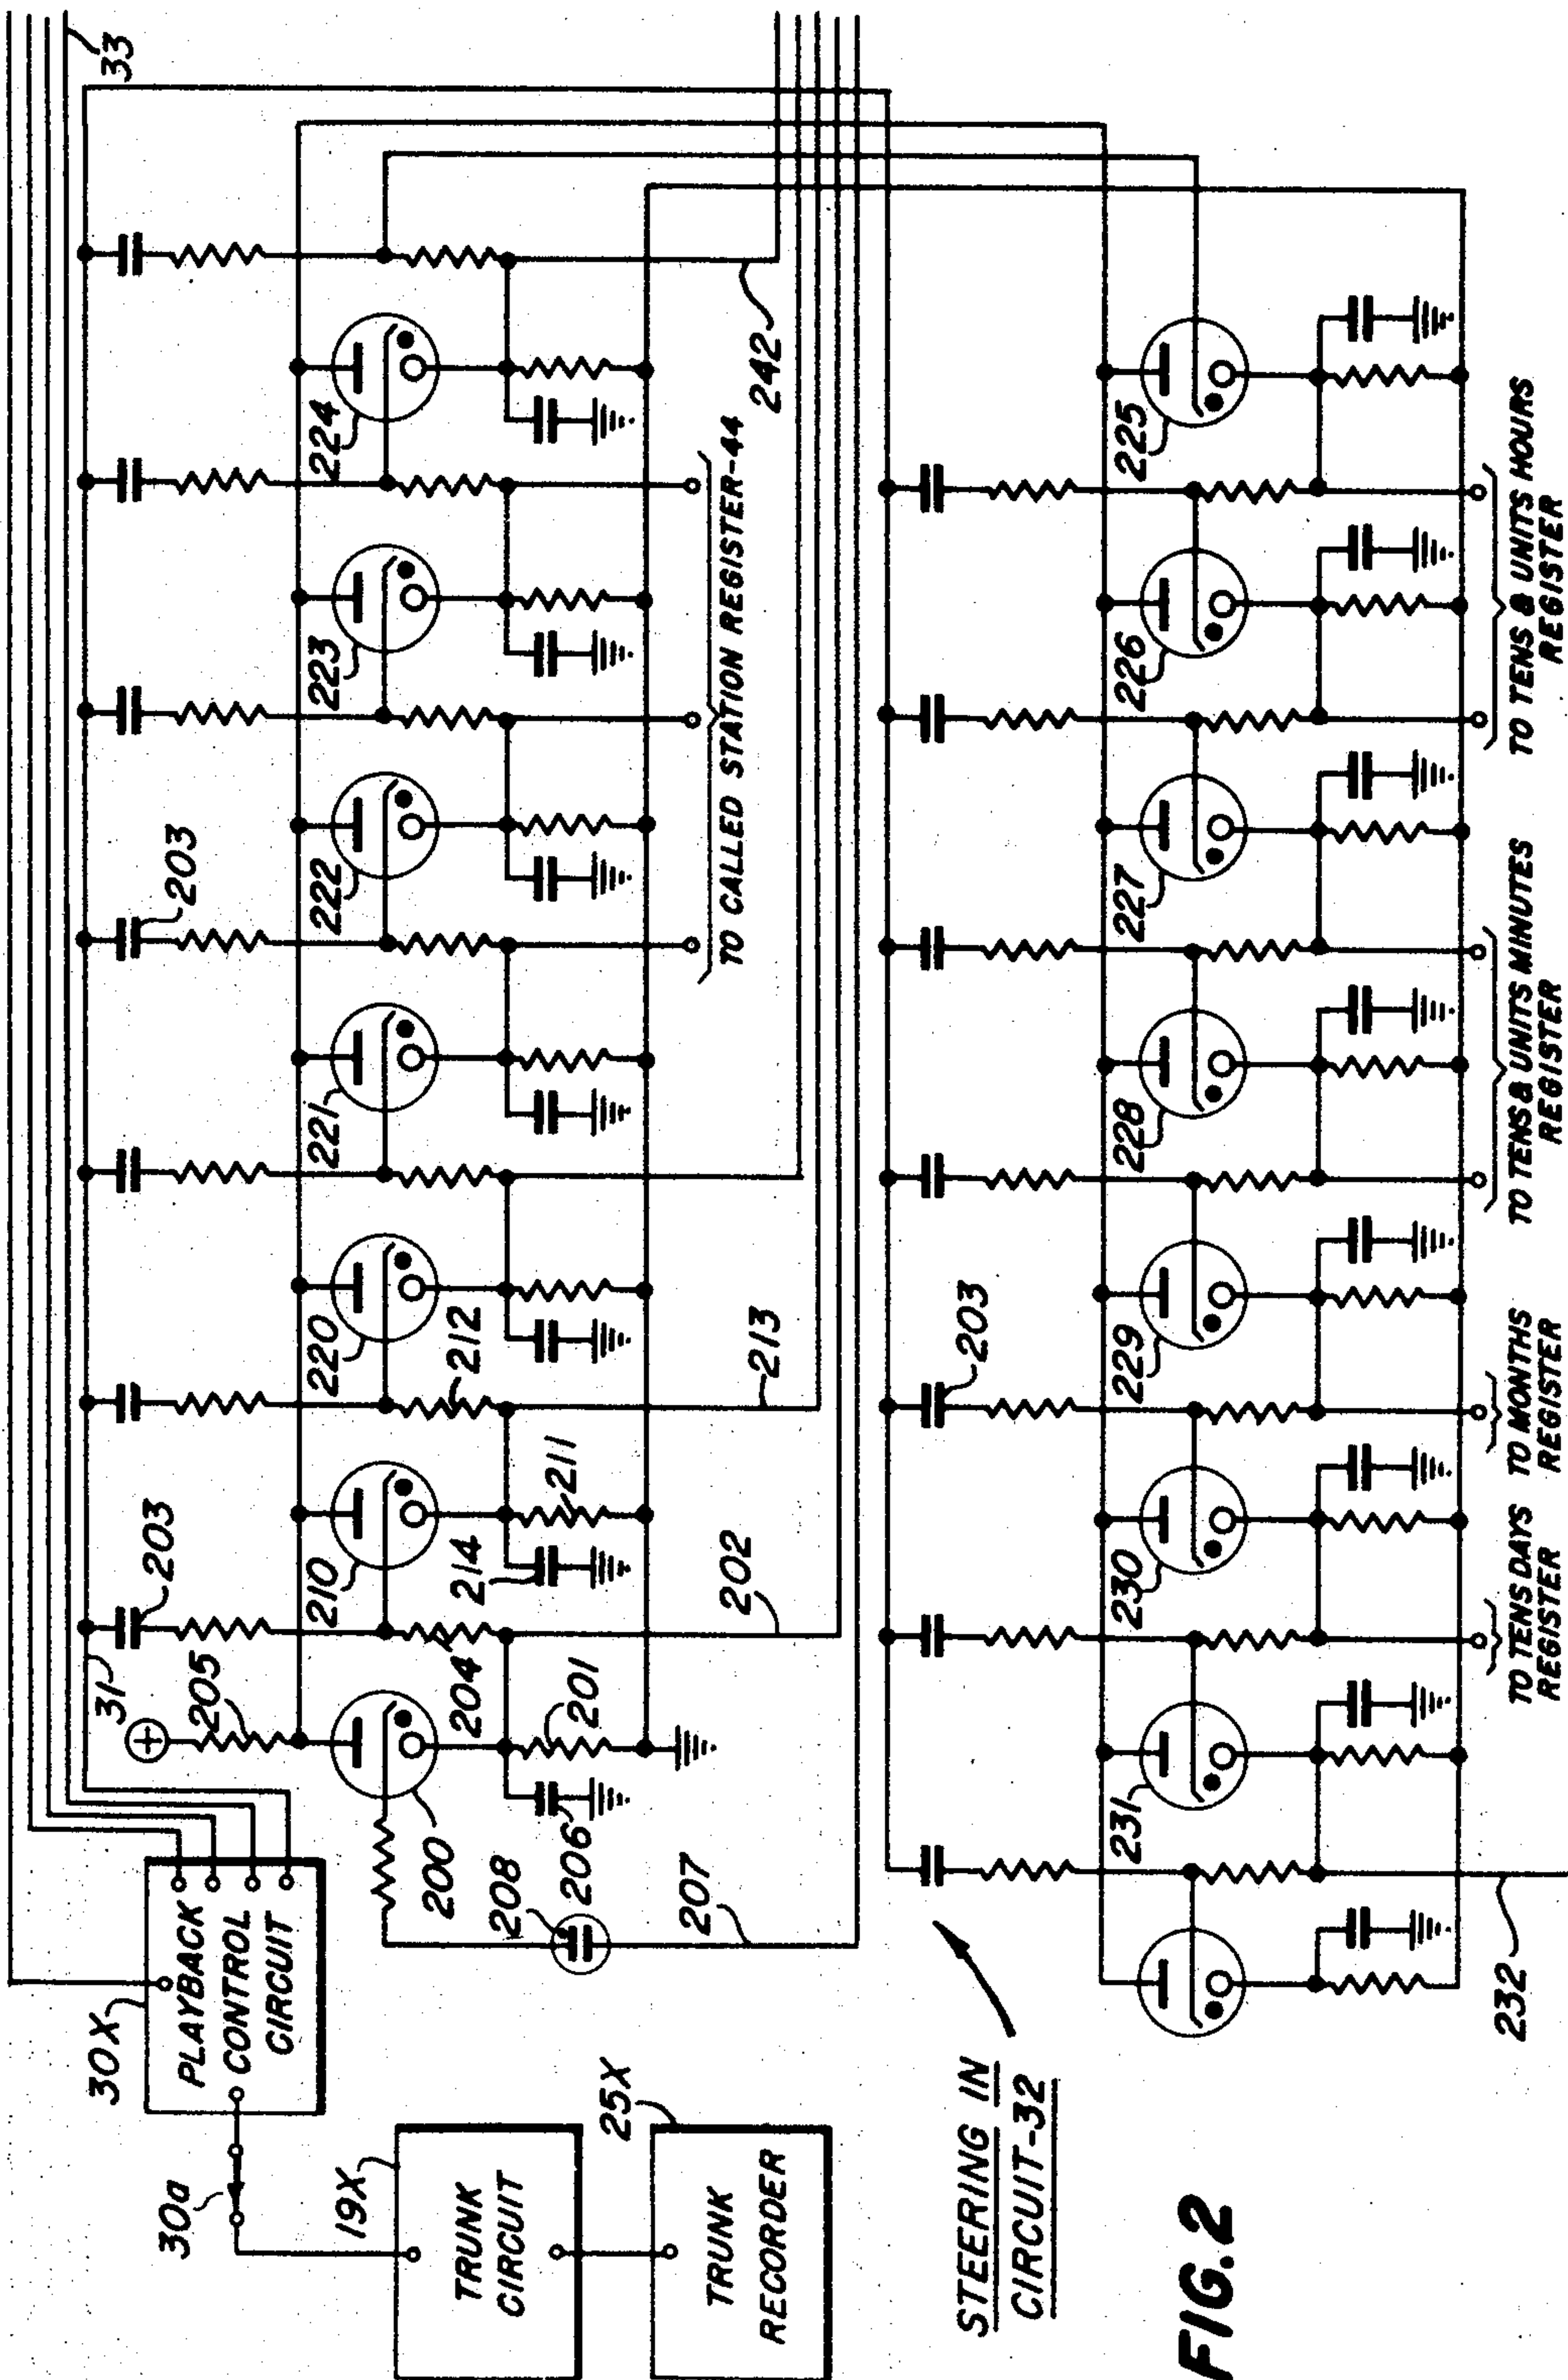 30X
PLAYBACK
CONTROL
CIRCUIT
30a
19X
TRUNK
CIRCUIT
25X
TRUNK
RECORDER
33
31
203
203
205
200
210
220
221
222
223
224
204
212
201
206
214
211
208
207
202
213
242
TO CALLED STATION REGISTER-44
STEERING IN
CIRCUIT-32
203
231
230
229
228
227
226
225
232
TO TENS DAYS
REGISTER
TO MONTHS
REGISTER
TO TENS & UNITS MINUTES
REGISTER
TO TENS & UNITS HOURS
REGISTER
FIG.2